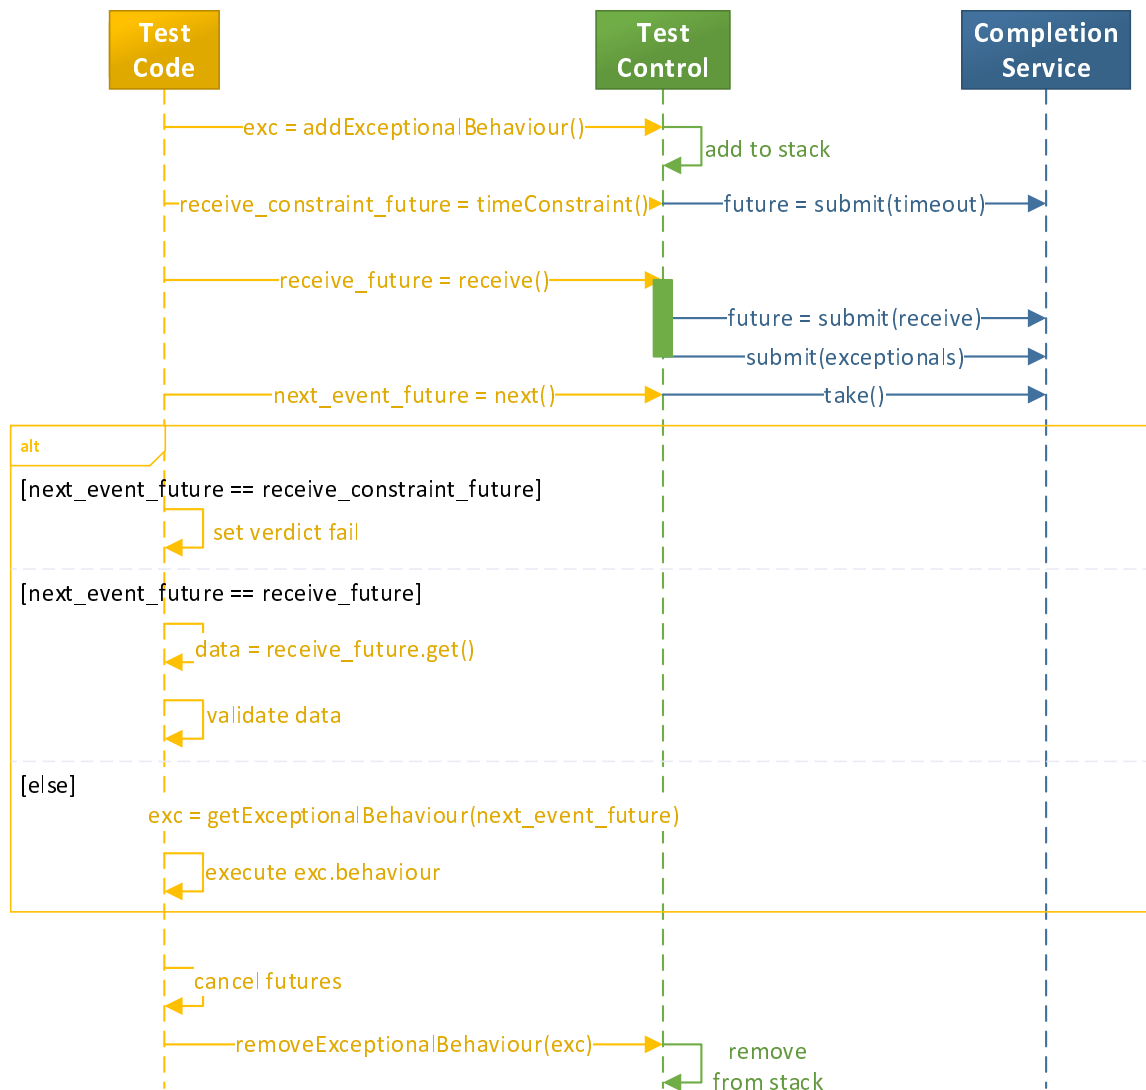 Test
Code
Test
Control
Completion
Service
exc = addExceptionalBehaviour()
add to stack
receive_constraint_future = timeConstraint()
future = submit(timeout)
receive_future = receive()
future = submit(receive)
submit(exceptionals)
next_event_future = next()
take()
alt
[next_event_future == receive_constraint_future]
set verdict fail
[next_event_future == receive_future]
data = receive_future.get()
validate data
[else]
exc = getExceptionalBehaviour(next_event_future)
execute exc.behaviour
cancel futures
removeExceptionalBehaviour(exc)
remove
from stack